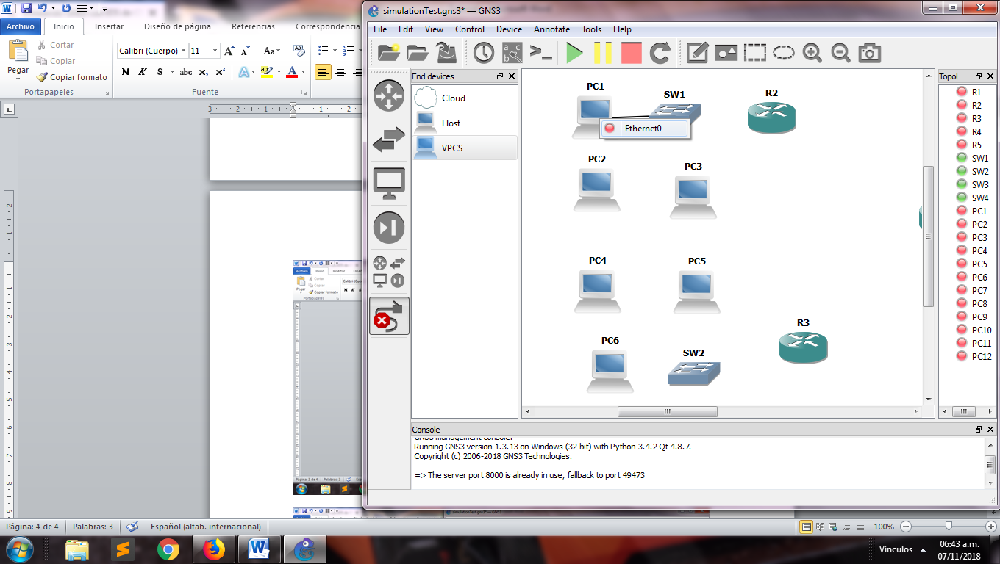 Archivo Inicio Insertar Diseño de página Referencias Correspondencia
Pegar
Cortar
Copiar
Copiar formato
Portapapeles
Calibri (Cuerpo) 11
Aa
N K S abc x₂ x²
Fuente
Página: 4 de 4 Palabras: 3 Español (alfab. internacional) 100%
simulationTest.gns3* — GNS3
File Edit View Control Device Annotate Tools Help
End devices
Cloud
Host
VPCS
PC1
SW1
R2
Ethernet0
PC2
PC3
PC4
PC5
R3
PC6
SW2
Topol...
R1
R2
R3
R4
R5
SW1
SW2
SW3
SW4
PC1
PC2
PC3
PC4
PC5
PC6
PC7
PC8
PC9
PC10
PC11
PC12
Console
GNS3 management console.
Running GNS3 version 1.3.13 on Windows (32-bit) with Python 3.4.2 Qt 4.8.7.
Copyright (c) 2006-2018 GNS3 Technologies.
=> The server port 8000 is already in use, fallback to port 49473
Vínculos
06:43 a.m.
07/11/2018